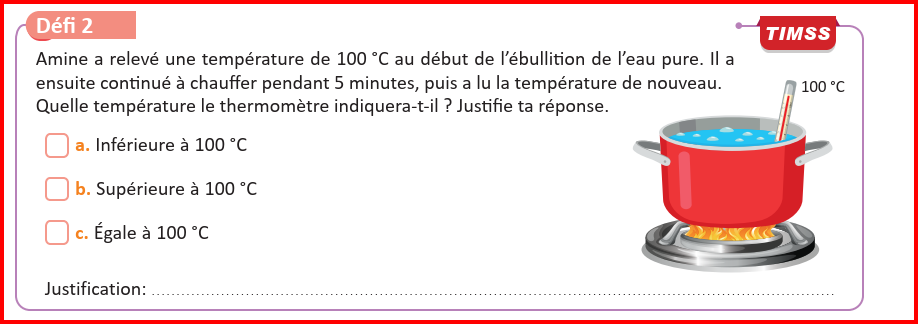 Défi 2
TIMSS
Amine a relevé une température de 100 °C au début de l’ébullition de l’eau pure. Il a
ensuite continué à chauffer pendant 5 minutes, puis a lu la température de nouveau.
100 °C
Quelle température le thermomètre indiquera-t-il ? Justifie ta réponse.
a. Inférieure à 100 °C
b. Supérieure à 100 °C
c. Égale à 100 °C
Justification: ................................................................................